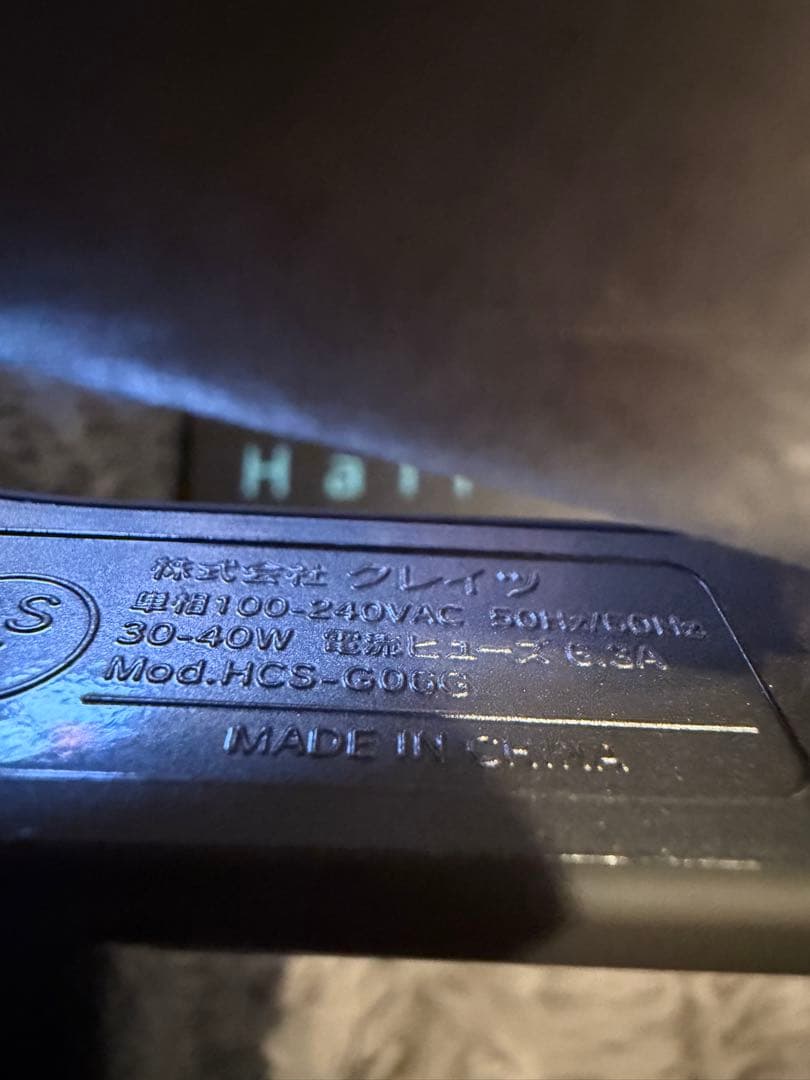 Hair
S
株式会社 クレイツ
単相100-240VAC 50Hz/60Hz
30-40W 電流ヒューズ 6.3A
Mod.HCS-G06G
MADE IN CHINA